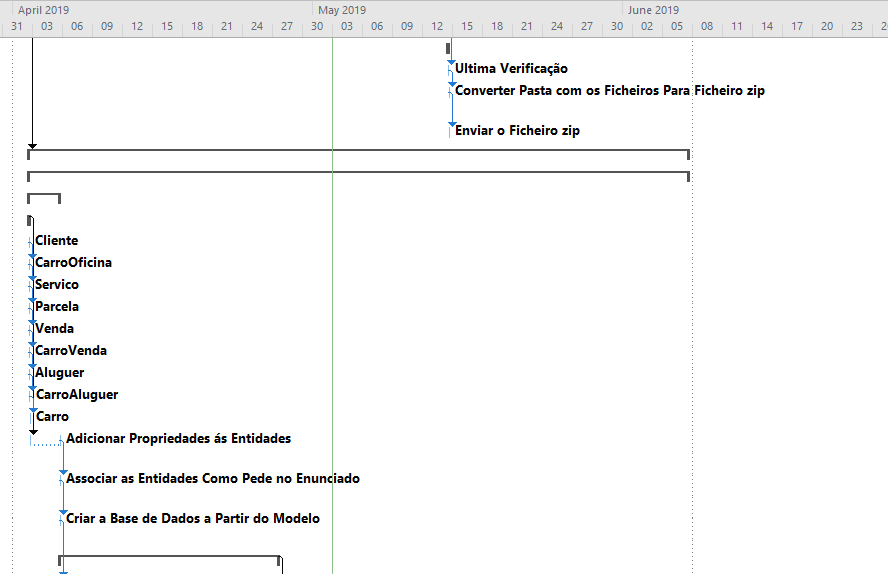 April 2019 May 2019 June 2019
31 03 06 09 12 15 18 21 24 27 30 03 06 09 12 15 18 21 24 27 30 02 05 08 11 14 17 20 23 26
Ultima Verificação
Converter Pasta com os Ficheiros Para Ficheiro zip
Enviar o Ficheiro zip
Cliente
CarroOficina
Servico
Parcela
Venda
CarroVenda
Aluguer
CarroAluguer
Carro
Adicionar Propriedades ás Entidades
Associar as Entidades Como Pede no Enunciado
Criar a Base de Dados a Partir do Modelo